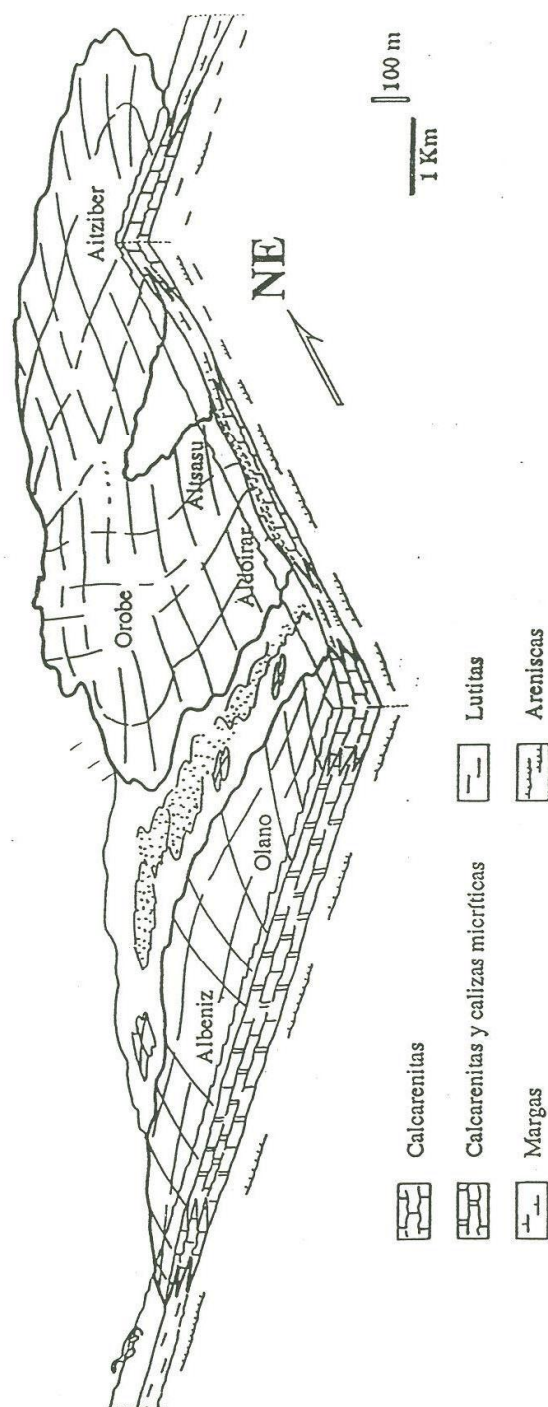 Aitziber
Orobe
Altsasu
Albeniz
Aldoirar
Olano
NE
100 m
1 Km
Calcarenitas
Calcarenitas y calizas micríticas
Margas
Lutitas
Areniscas